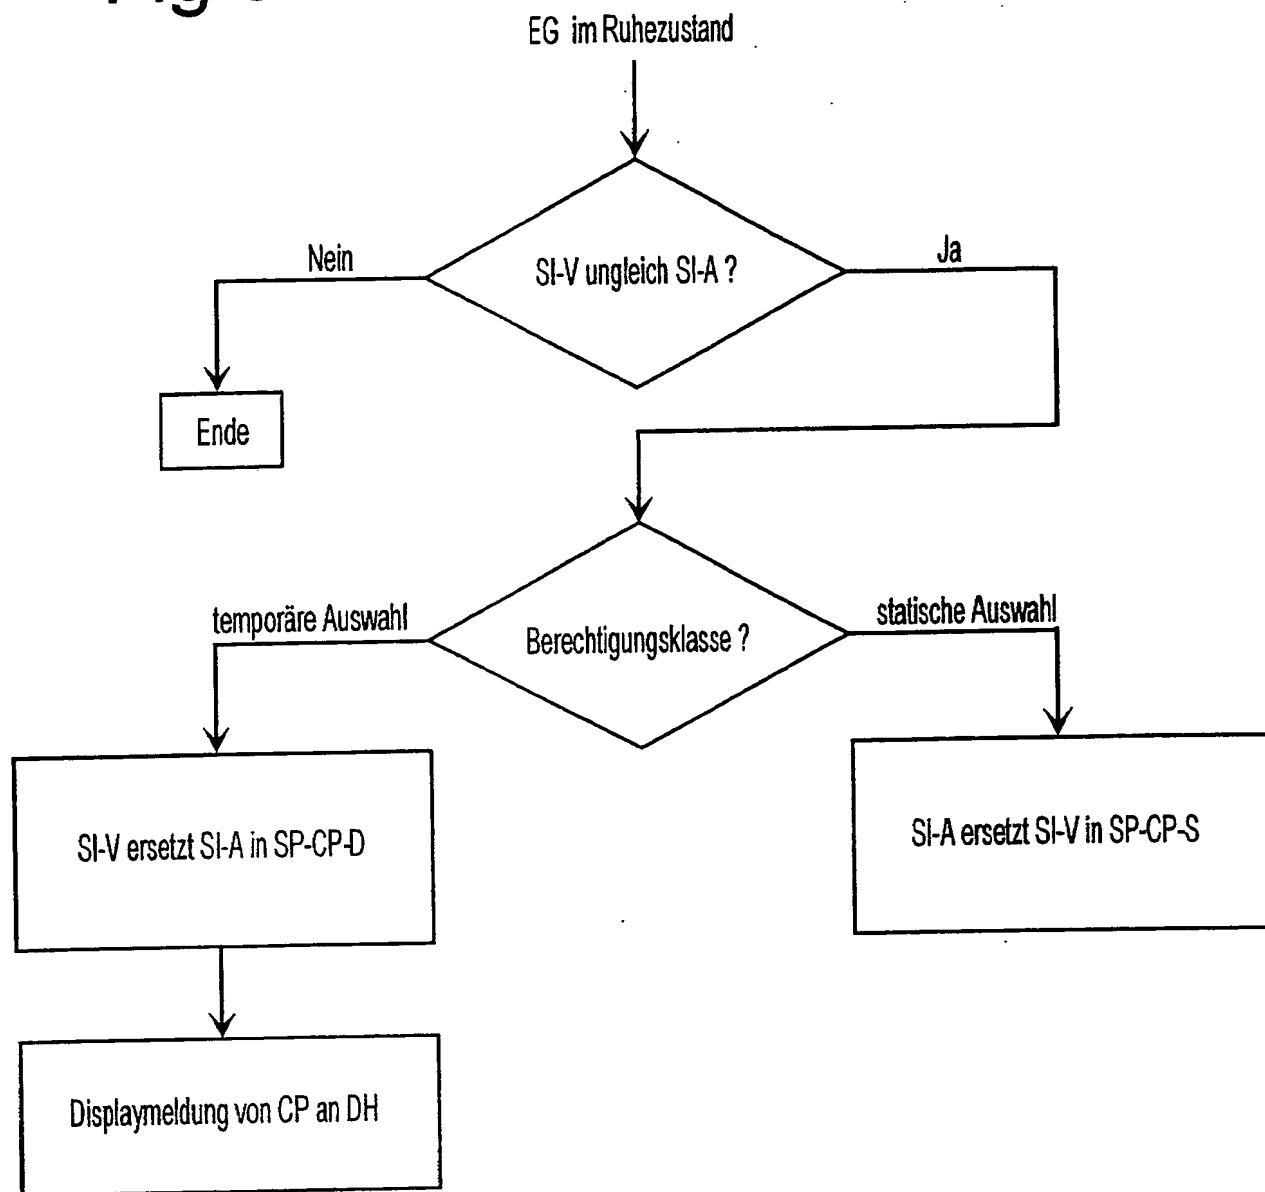 EG im Ruhezustand
Nein
SI-V ungleich SI-A ?
Ja
Ende
temporäre Auswahl
Berechtigungsklasse ?
statische Auswahl
SI-V ersetzt SI-A in SP-CP-D
SI-A ersetzt SI-V in SP-CP-S
Displaymeldung von CP an DH